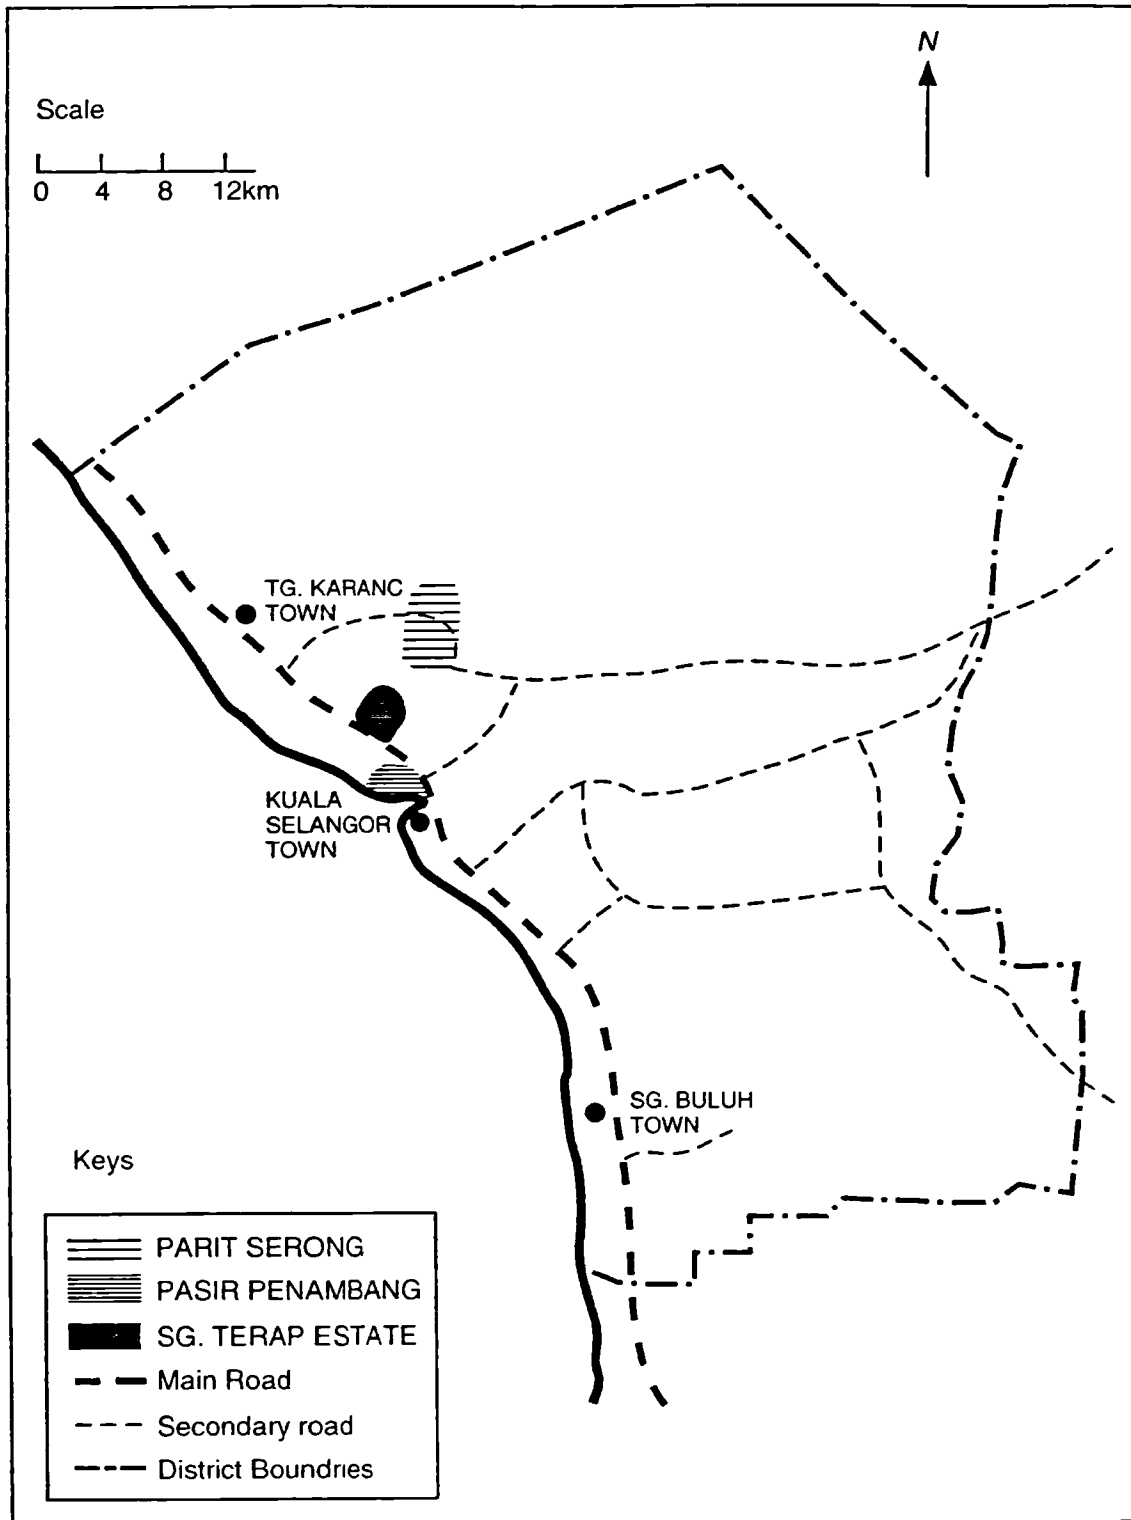 N
Scale
0 4 8 12km
TG. KARANC
TOWN
KUALA
SELANGOR
TOWN
SG. BULUH
TOWN
Keys
PARIT SERONG
PASIR PENAMBANG
SG. TERAP ESTATE
Main Road
Secondary road
District Boundries